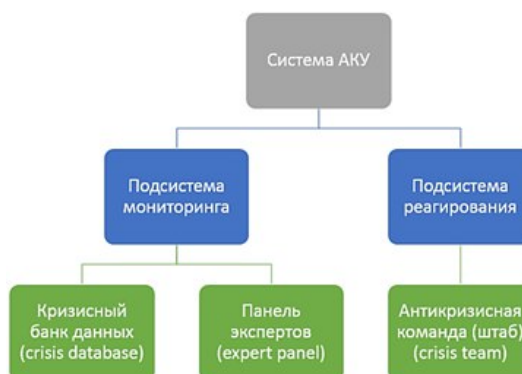 Система АКУ
Подсистема
мониторинга
Подсистема
реагирования
Кризисный
банк данных
(crisis database)
Панель
экспертов
(expert panel)
Антикризисная
команда (штаб)
(crisis team)